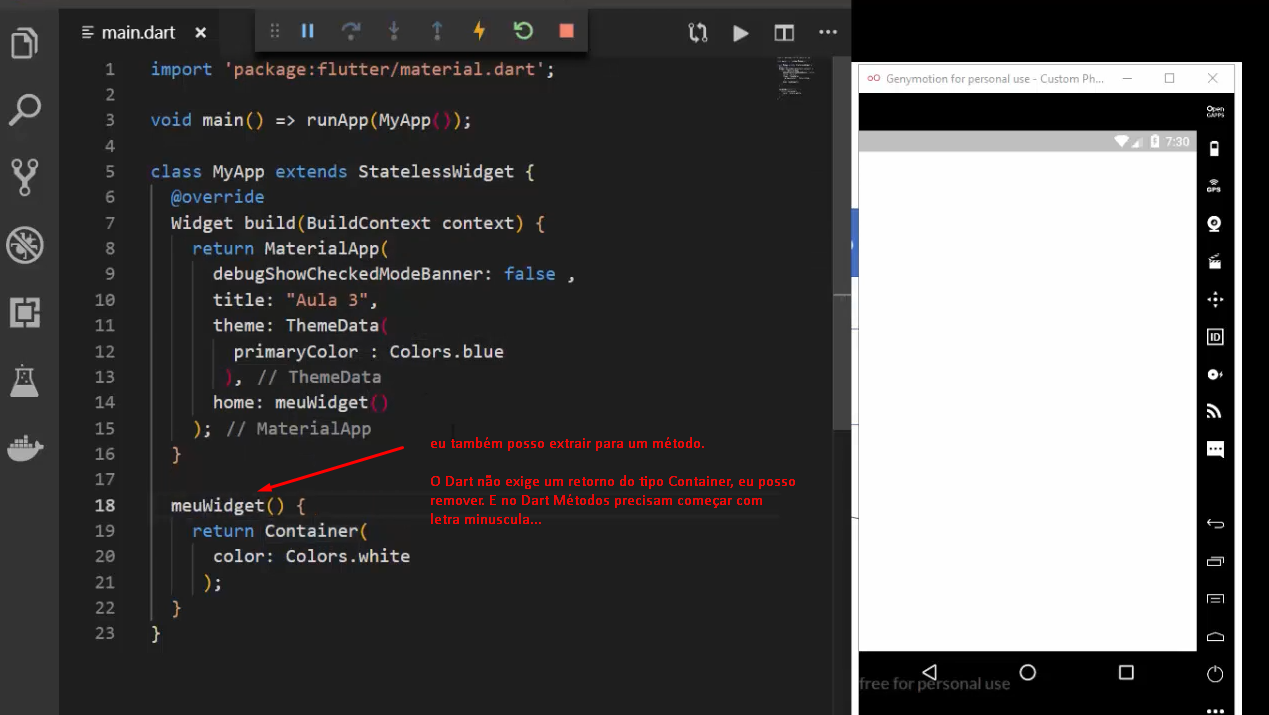 main.dart
1 import 'package:flutter/material.dart';
2
3 void main() => runApp(MyApp());
4
5 class MyApp extends StatelessWidget {
6 @override
7 Widget build(BuildContext context) {
8 return MaterialApp(
9 debugShowCheckedModeBanner: false ,
10 title: "Aula 3",
11 theme: ThemeData(
12 primaryColor : Colors.blue
13 ), // ThemeData
14 home: meuWidget()
15 ); // MaterialApp
16 }
17
18 meuWidget() {
19 return Container(
20 color: Colors.white
21 );
22 }
23 }
eu também posso extrair para um método.
O Dart não exige um retorno do tipo Container, eu posso
remover. E no Dart Métodos precisam começar com
letra minuscula...
Genymotion for personal use - Custom Ph...
7:30
Open
GAPPS
GPS
ID
free for personal use